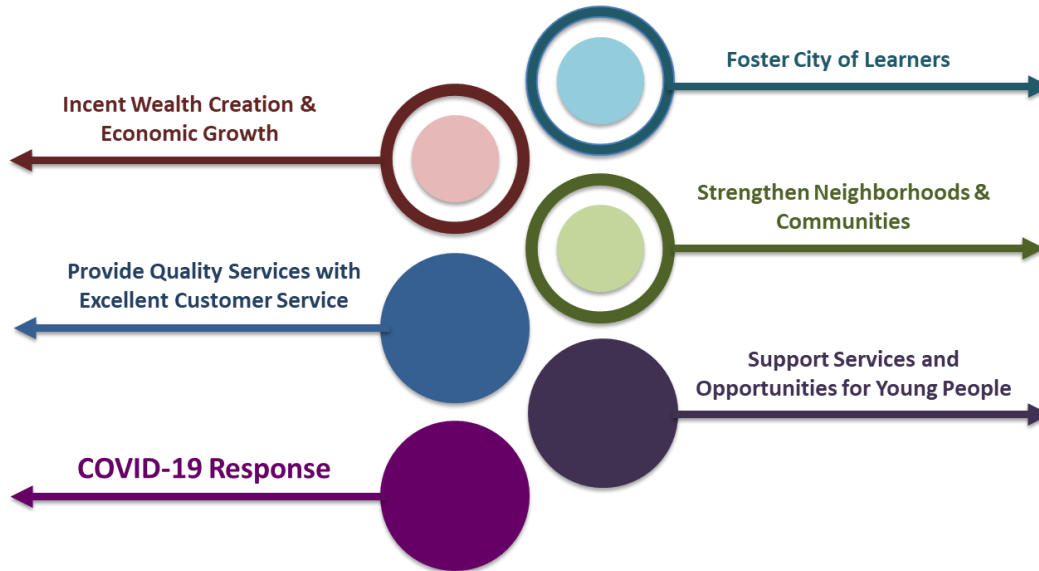 Foster City of Learners
Incent Wealth Creation &
Economic Growth
Strengthen Neighborhoods &
Communities
Provide Quality Services with
Excellent Customer Service
Support Services and
Opportunities for Young People
COVID-19 Response